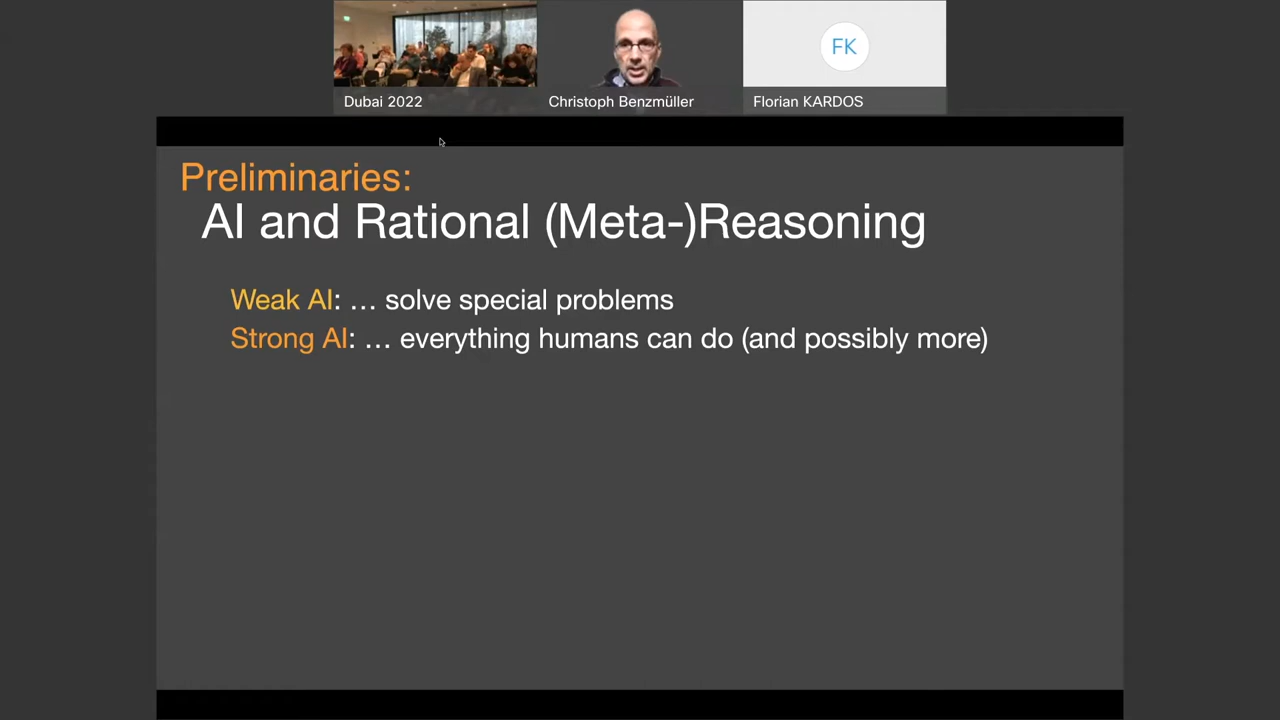 FK
Dubai 2022
Christoph Benzmüller
Florian KARDOS
Preliminaries:
AI and Rational (Meta-)Reasoning
Weak AI: … solve special problems
Strong AI: … everything humans can do (and possibly more)